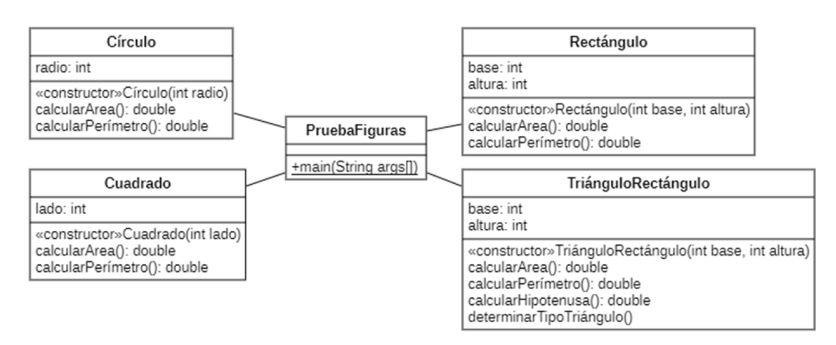 Círculo
radio: int
«constructor»Círculo(int radio)
calcularArea(): double
calcularPerímetro(): double
Rectángulo
base: int
altura: int
«constructor»Rectángulo(int base, int altura)
calcularArea(): double
calcularPerímetro(): double
PruebaFiguras
+main(String args[])
Cuadrado
lado: int
«constructor»Cuadrado(int lado)
calcularArea(): double
calcularPerímetro(): double
TriánguloRectángulo
base: int
altura: int
«constructor»TriánguloRectángulo(int base, int altura)
calcularArea(): double
calcularPerímetro(): double
calcularHipotenusa(): double
determinarTipoTriángulo()